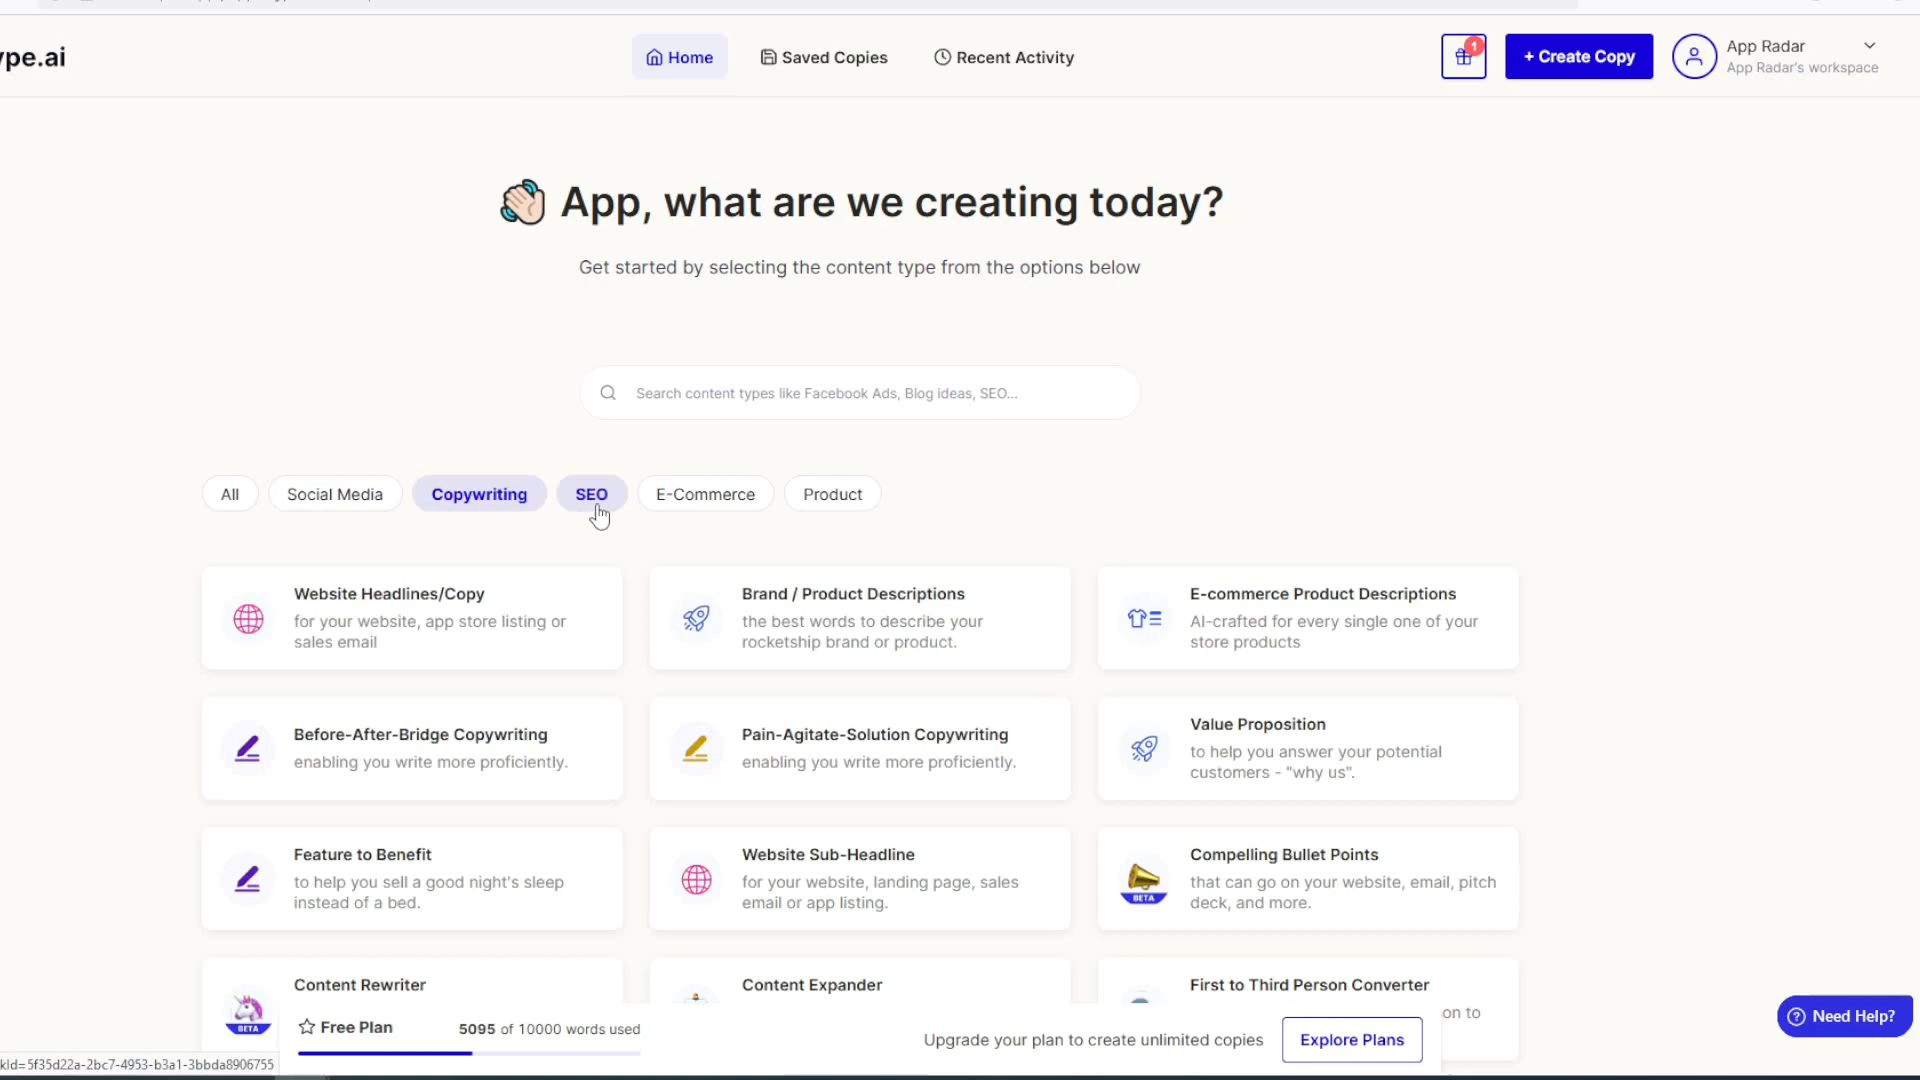 ype.ai
Home
Saved Copies
Recent Activity
1
+ Create Copy
App Radar
App Radar's workspace
App, what are we creating today?
Get started by selecting the content type from the options below
Search content types like Facebook Ads, Blog ideas, SEO...
All
Social Media
Copywriting
SEO
E-Commerce
Product
Website Headlines/Copy
for your website, app store listing or
sales email
Brand / Product Descriptions
the best words to describe your
rocketship brand or product.
E-commerce Product Descriptions
AI-crafted for every single one of your
store products
Before-After-Bridge Copywriting
enabling you write more proficiently.
Pain-Agitate-Solution Copywriting
enabling you write more proficiently.
Value Proposition
to help you answer your potential
customers - "why us".
Feature to Benefit
to help you sell a good night's sleep
instead of a bed.
Website Sub-Headline
for your website, landing page, sales
email or app listing.
BETA
Compelling Bullet Points
that can go on your website, email, pitch
deck, and more.
BETA
Content Rewriter
Content Expander
First to Third Person Converter
on to
Free Plan
5095 of 10000 words used
Upgrade your plan to create unlimited copies
Explore Plans
Need Help?
kId=5f35d22a-2bc7-4953-b3a1-3bbda8906755